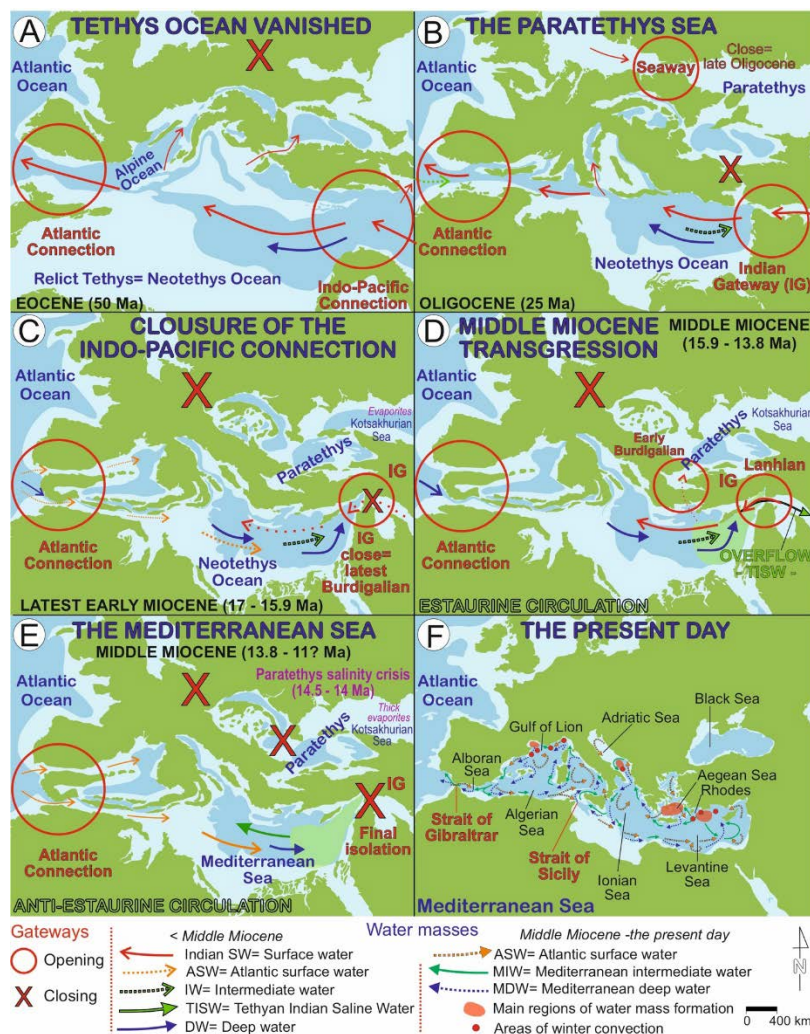 A TETHYS OCEAN VANISHED
Atlantic
Ocean
Alpine
Ocean
Atlantic
Connection
Relict Tethys= Neotethys Ocean
Indo-Pacific
Connection
EOCENE (50 Ma)
B THE PARATETHYS SEA
Atlantic
Ocean
Seaway
Close=
late Oligocene
Paratethys
Atlantic
Connection
Neotethys Ocean
Indian
Gateway (IG)
OLIGOCENE (25 Ma)
C CLOUSURE OF THE
INDO-PACIFIC CONNECTION
Atlantic
Ocean
Evaporites
Kotsakhurian
Sea
Paratethys
IG
Atlantic
Connection
Neotethys
Ocean
IG
close=
latest
Burdigalian
LATEST EARLY MIOCENE (17 - 15.9 Ma)
D MIDDLE MIOCENE
TRANSGRESSION
MIDDLE MIOCENE
(15.9 - 13.8 Ma)
Atlantic
Ocean
Kotsakhurian
Sea
Paratethys
Early
Burdigalian
IG
Lanhian
Atlantic
Connection
OVERFLOW
- TISW -
ESTAURINE CIRCULATION
E THE MEDITERRANEAN SEA
MIDDLE MIOCENE (13.8 - 11? Ma)
Atlantic
Ocean
Paratethys salinity crisis
(14.5 - 14 Ma)
Thick
evaporites
Kotsakhurian
Sea
Paratethys
IG
Final
isolation
Atlantic
Connection
Mediterranean
Sea
ANTI-ESTAURINE CIRCULATION
F THE PRESENT DAY
Atlantic
Ocean
Black Sea
Gulf of Lion
Adriatic Sea
Alboran
Sea
Aegean Sea
Rhodes
Strait of
Gibraltrar
Algerian
Sea
Strait of
Sicily
Ionian
Sea
Levantine
Sea
Mediterranean Sea
Gateways
Opening
Closing
Water masses
< Middle Miocene
Indian SW= Surface water
ASW= Atlantic surface water
IW= Intermediate water
TISW= Tethyan Indian Saline Water
DW= Deep water
Middle Miocene -the present day
ASW= Atlantic surface water
MIW= Mediterranean intermediate water
MDW= Mediterranean deep water
Main regions of water mass formation
Areas of winter convection
N
400 km